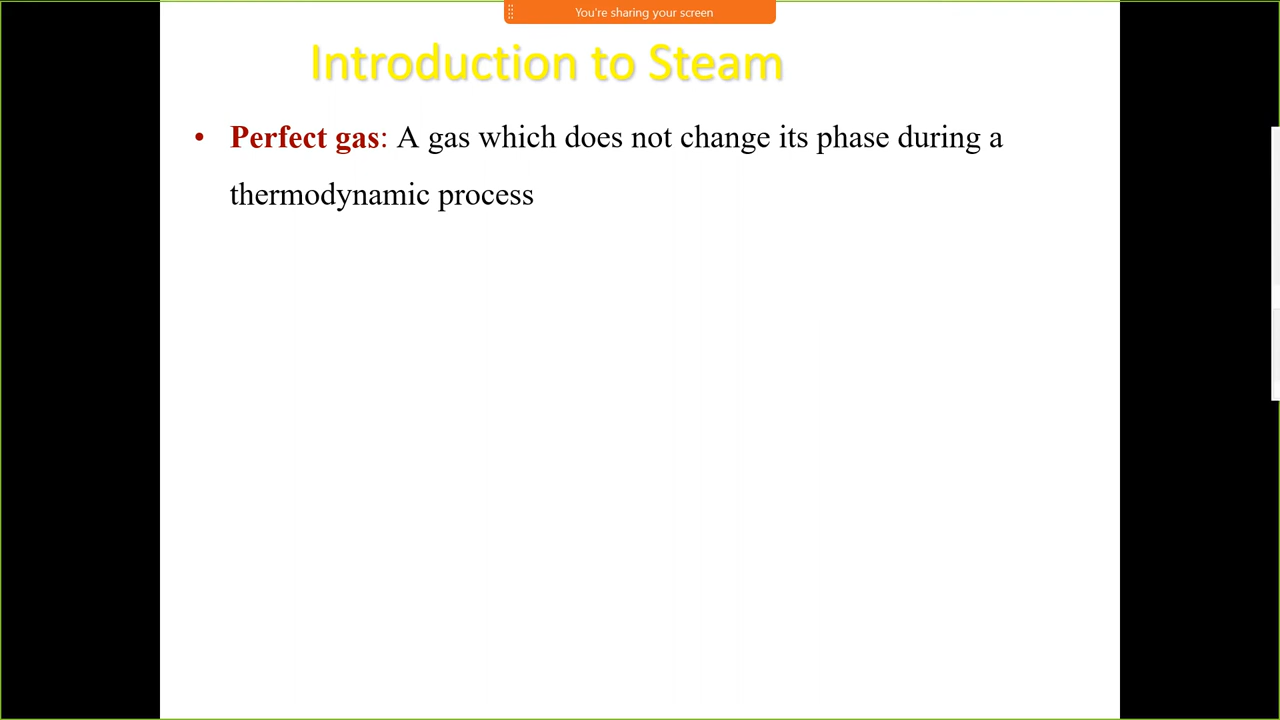 You're sharing your screen
Introduction to Steam
• Perfect gas: A gas which does not change its phase during a
thermodynamic process